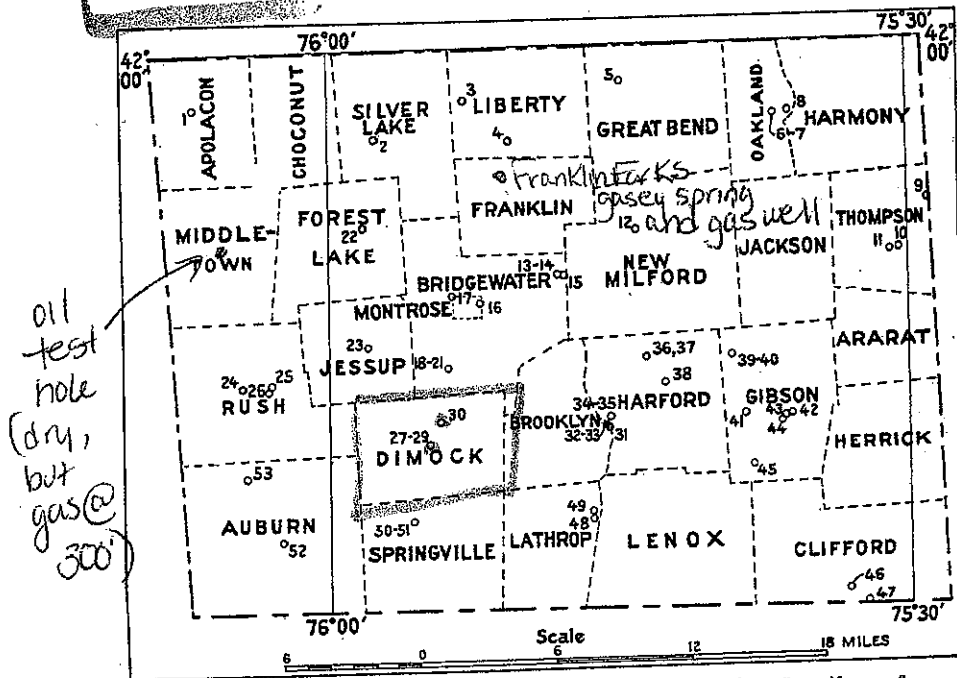 76°00'
75°30'
42°
00'
42°
00'
APOLACON
1
CHOCONUT
SILVER
LAKE
2
3
LIBERTY
4
5
GREAT BEND
OAKLAND
8
6-7
HARMONY
Franklin Forks
gasey spring
and gas well
FRANKLIN
12
9
THOMPSON
11
10
JACKSON
MIDDLE-
TOWN
FOREST
22
LAKE
NEW
MILFORD
13-14
BRIDGEWATER
15
MONTROSE
17
16
oil
test
hole
(dry,
but
gas@
300')
23
JESSUP
18-21
36,37
38
HARFORD
39-40
ARARAT
24
26
25
RUSH
GIBSON
41
43
42
44
45
34-35
BROOKLYN
32-33
31
HERRICK
30
27-29
DIMOCK
53
AUBURN
52
50-51
SPRINGVILLE
49
48
LATHROP
LENOX
CLIFFORD
46
47
76°00'
75°30'
Scale
6
0
6
12
18 MILES